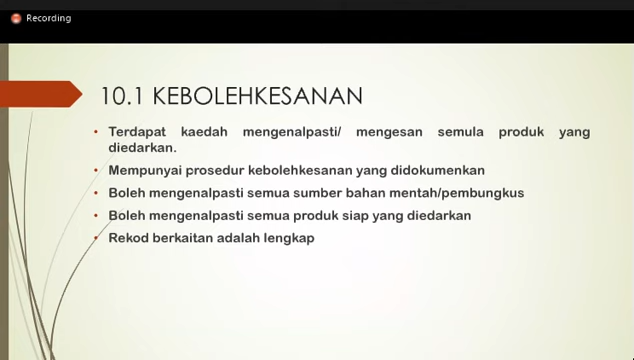 Recording
10.1 KEBOLEHKESANAN
• Terdapat kaedah mengenalpasti/ mengesan semula produk yang
diedarkan.
• Mempunyai prosedur kebolehkesanan yang didokumenkan
• Boleh mengenalpasti semua sumber bahan mentah/pembungkus
• Boleh mengenalpasti semua produk siap yang diedarkan
• Rekod berkaitan adalah lengkap